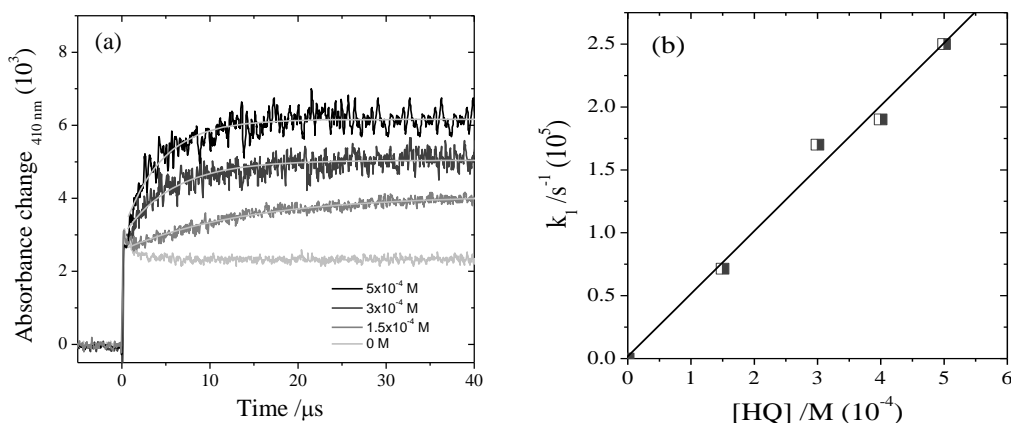 (a)
Absorbance change 410 nm (10³)
8
6
4
2
0
5x10⁻⁴ M
3x10⁻⁴ M
1.5x10⁻⁴ M
0 M
0 10 20 30 40
Time /μs
(b)
k₁ /s⁻¹ (10⁵)
2.5
2.0
1.5
1.0
0.5
0.0
0 1 2 3 4 5 6
[HQ] /M (10⁻⁴)